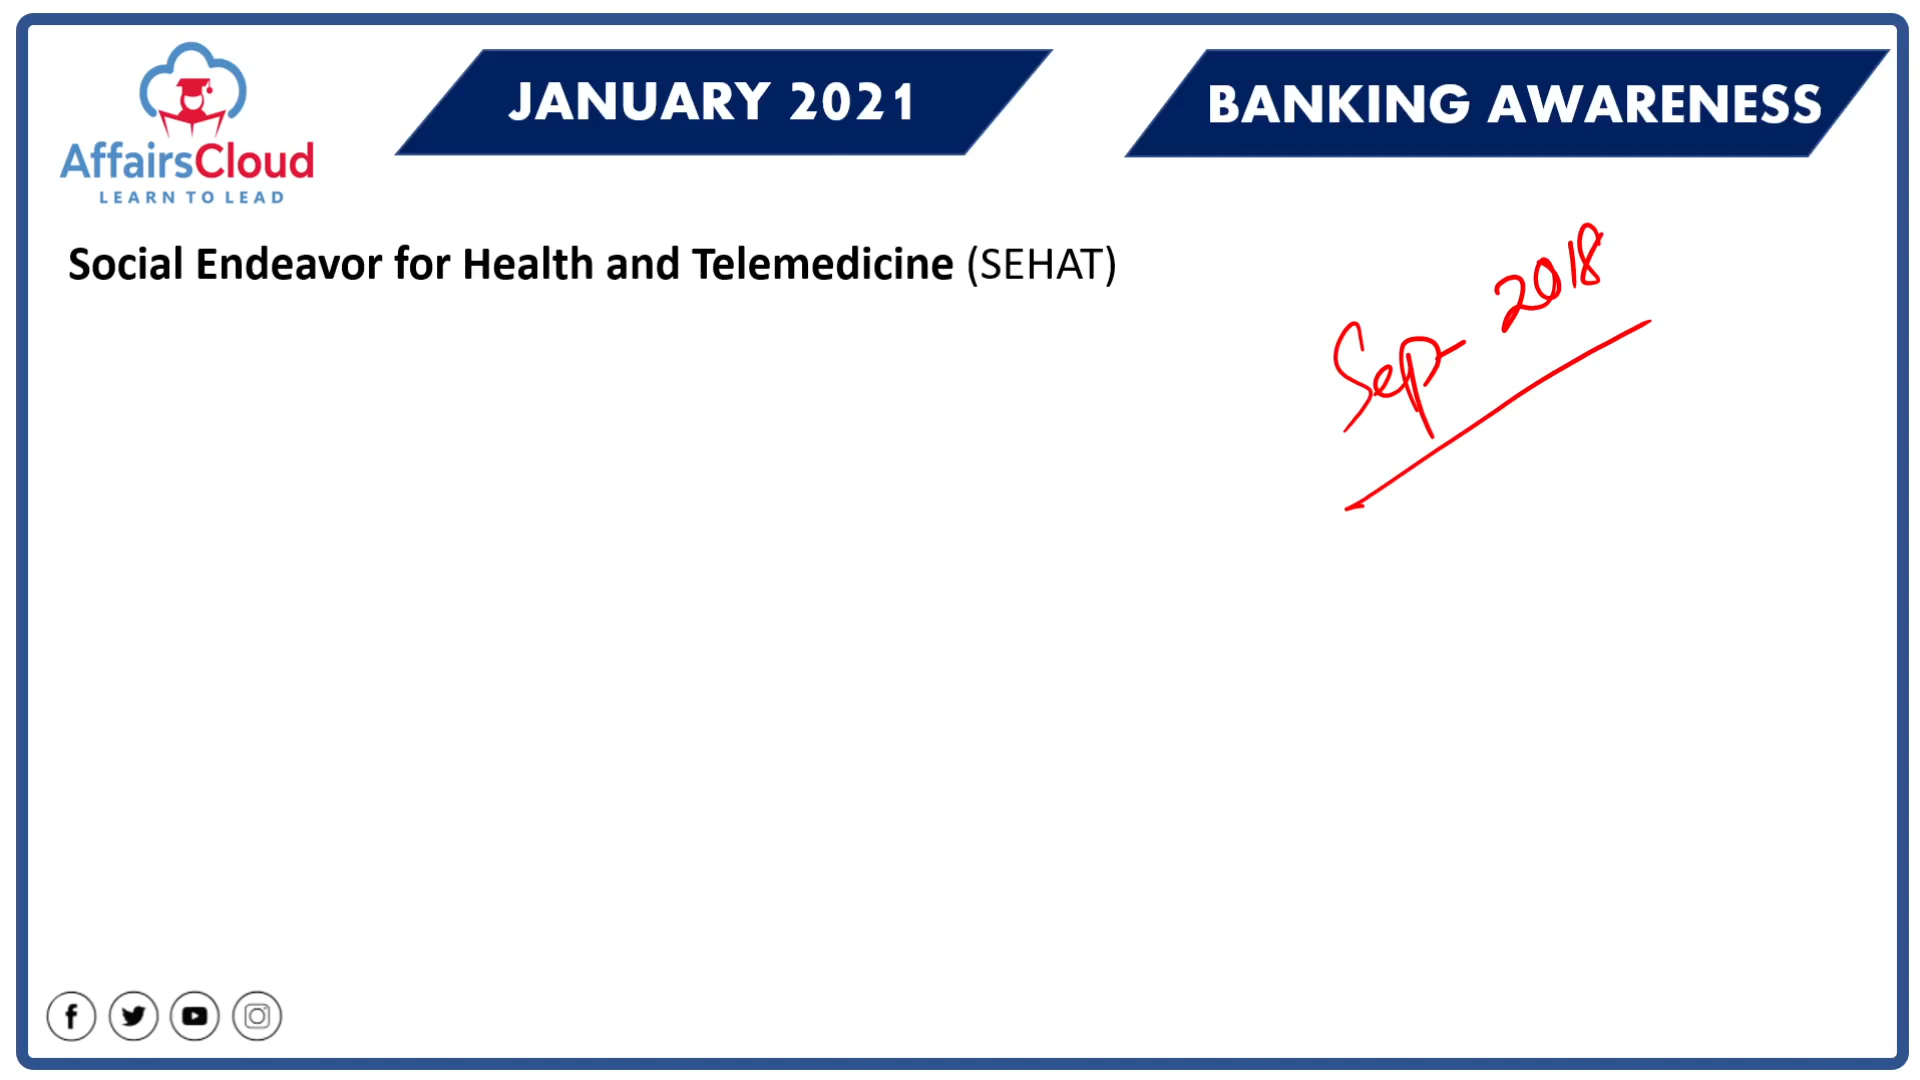 AffairsCloud
LEARN TO LEAD
JANUARY 2021
BANKING AWARENESS
Social Endeavor for Health and Telemedicine (SEHAT)
Sep- 2018